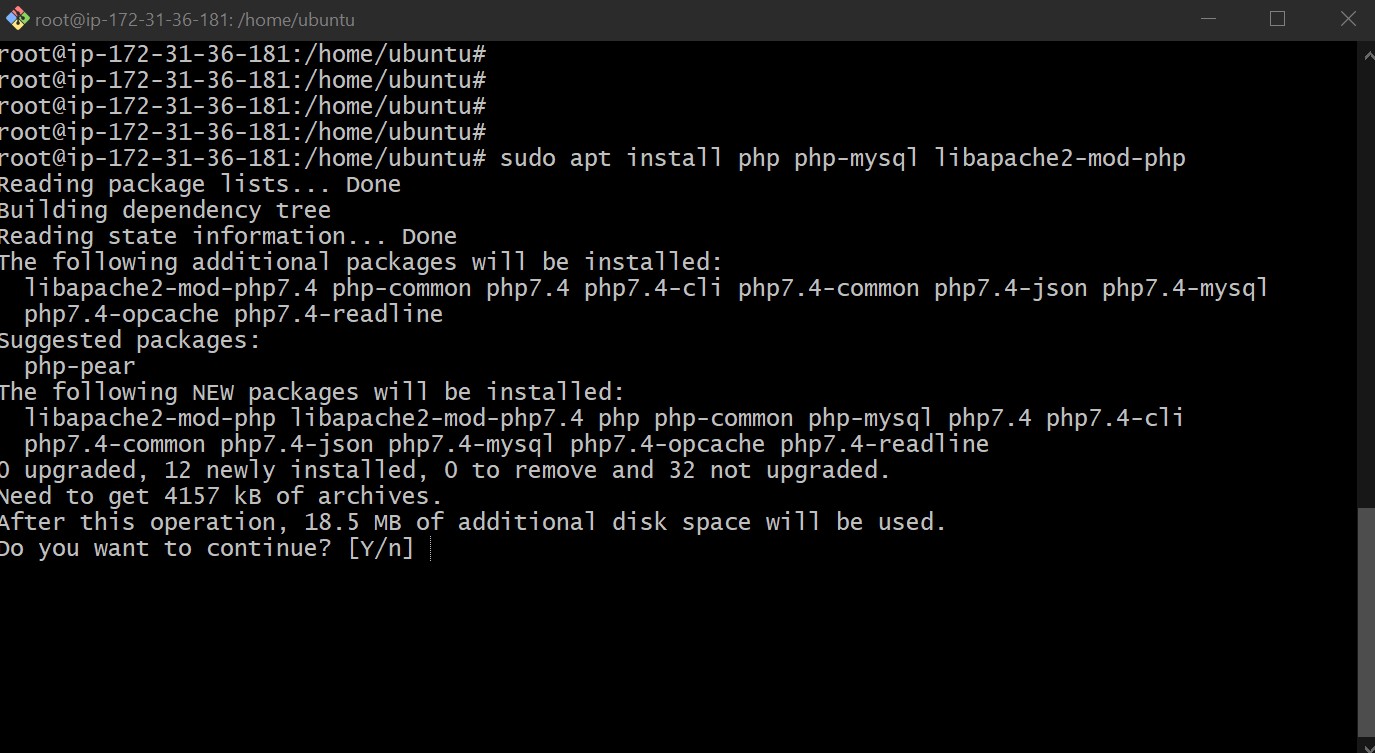 root@ip-172-31-36-181: /home/ubuntu
root@ip-172-31-36-181:/home/ubuntu#
root@ip-172-31-36-181:/home/ubuntu#
root@ip-172-31-36-181:/home/ubuntu#
root@ip-172-31-36-181:/home/ubuntu#
root@ip-172-31-36-181:/home/ubuntu# sudo apt install php php-mysql libapache2-mod-php
Reading package lists... Done
Building dependency tree
Reading state information... Done
The following additional packages will be installed:
  libapache2-mod-php7.4 php-common php7.4 php7.4-cli php7.4-common php7.4-json php7.4-mysql
  php7.4-opcache php7.4-readline
Suggested packages:
  php-pear
The following NEW packages will be installed:
  libapache2-mod-php libapache2-mod-php7.4 php php-common php-mysql php7.4 php7.4-cli
  php7.4-common php7.4-json php7.4-mysql php7.4-opcache php7.4-readline
0 upgraded, 12 newly installed, 0 to remove and 32 not upgraded.
Need to get 4157 kB of archives.
After this operation, 18.5 MB of additional disk space will be used.
Do you want to continue? [Y/n]